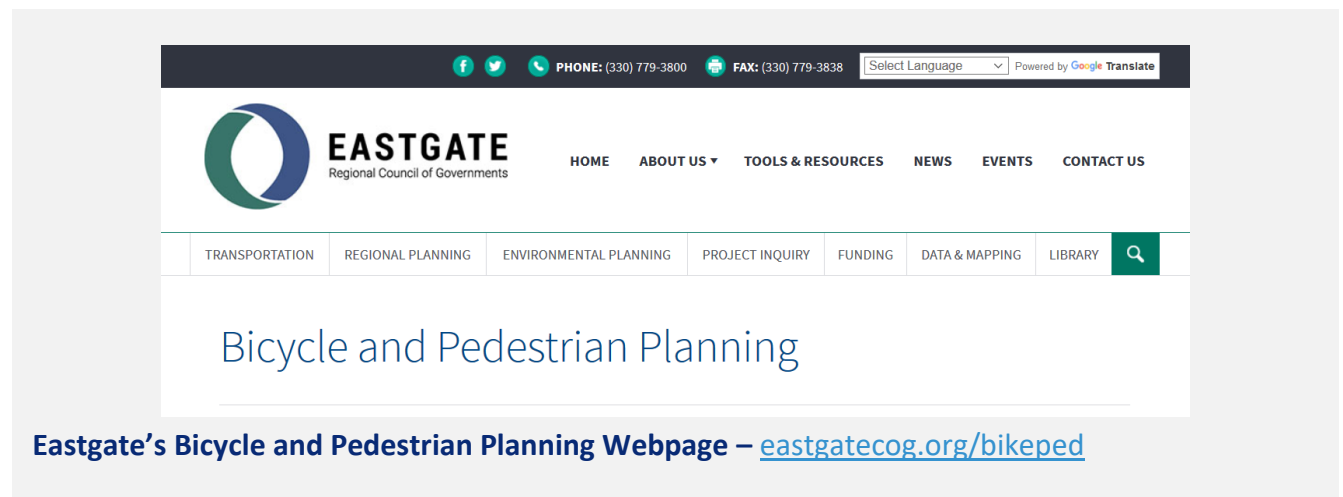 PHONE: (330) 779-3800 FAX: (330) 779-3838 Select Language Powered by Google Translate
EASTGATE
Regional Council of Governments
HOME ABOUT US TOOLS & RESOURCES NEWS EVENTS CONTACT US
TRANSPORTATION REGIONAL PLANNING ENVIRONMENTAL PLANNING PROJECT INQUIRY FUNDING DATA & MAPPING LIBRARY
Bicycle and Pedestrian Planning
Eastgate’s Bicycle and Pedestrian Planning Webpage – eastgatecog.org/bikeped